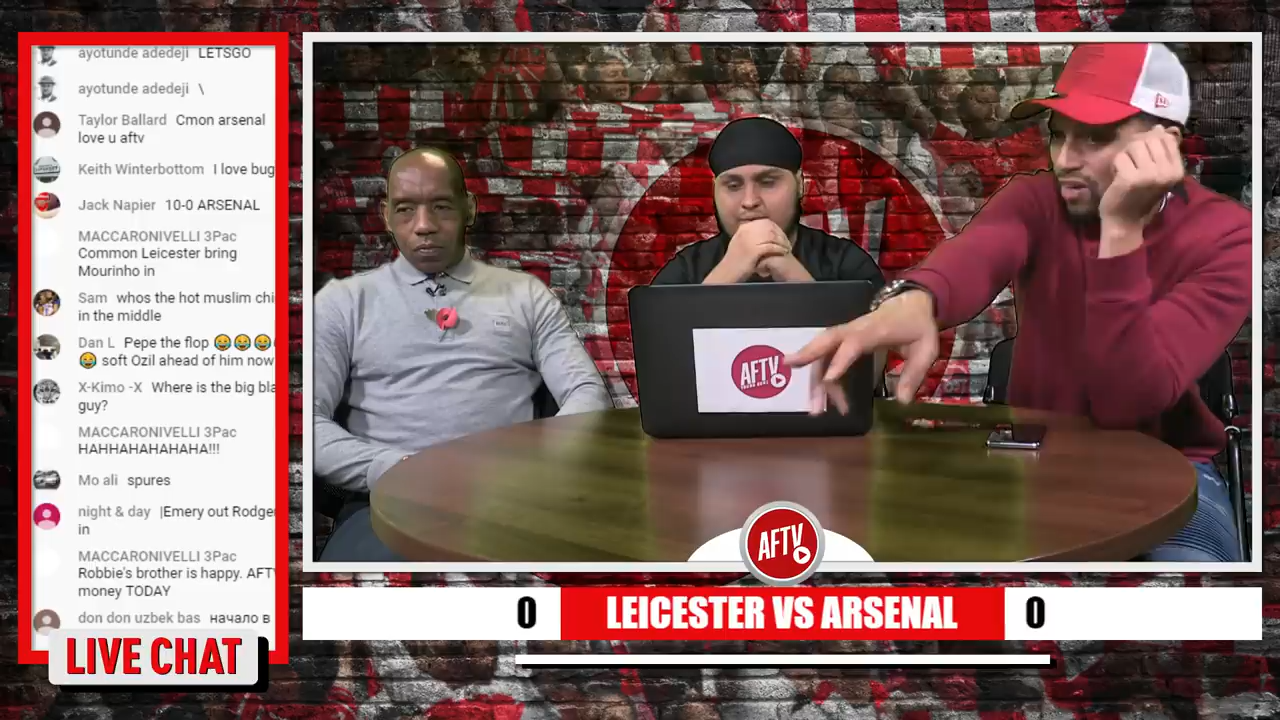 ayotunde adedeji LETSGO
ayotunde adedeji \
Taylor Ballard Cmon arsenal
love u aftv
Keith Winterbottom I love bug
Jack Napier 10-0 ARSENAL
MACCARONIVELLI 3Pac
Common Leicester bring
Mourinho in
Sam whos the hot muslim chi
in the middle
Dan L Pepe the flop 😂😂😂
😂 soft Ozil ahead of him now
X-Kimo -X Where is the big bla
guy?
MACCARONIVELLI 3Pac
HAHHAHAHAHAHA!!!
Mo ali spures
night & day |Emery out Rodger
in
MACCARONIVELLI 3Pac
Robbie's brother is happy. AFT
money TODAY
don don uzbek bas начало в
LIVE CHAT
AFTV
AFTV
0 LEICESTER VS ARSENAL 0